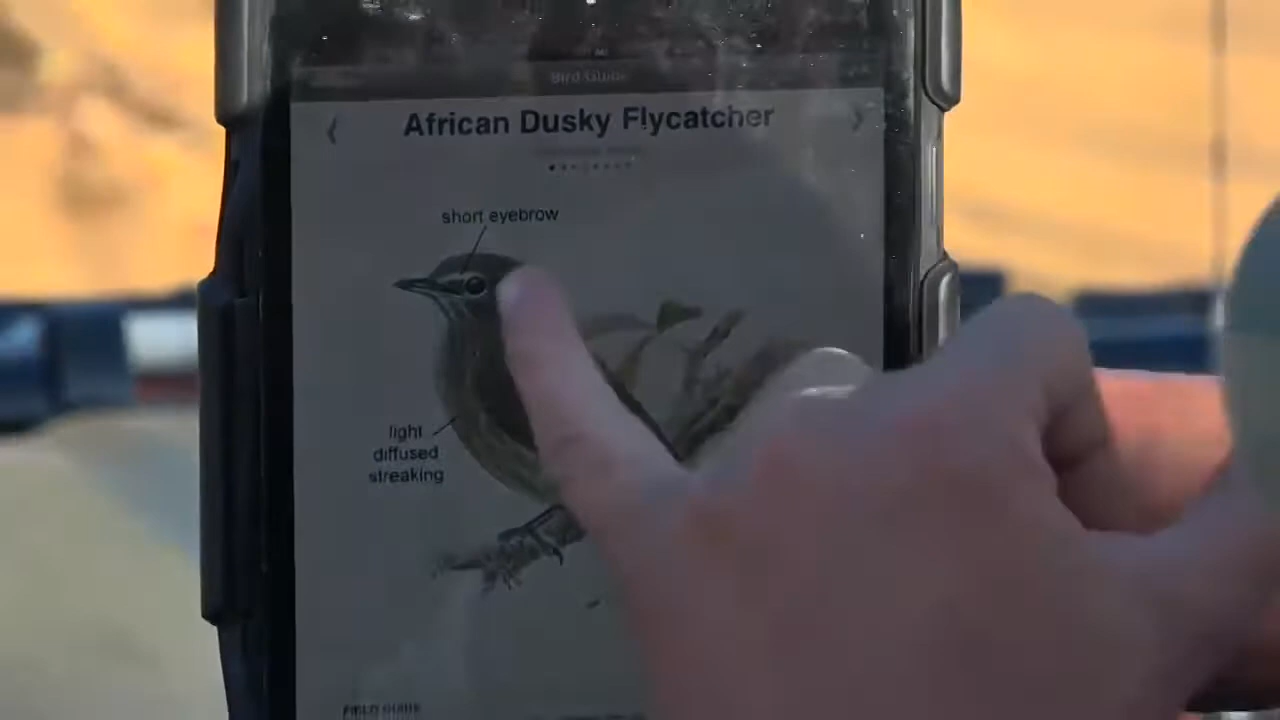 Bird Guide
African Dusky Flycatcher
short eyebrow
light
diffused
streaking
FIELD GUIDE